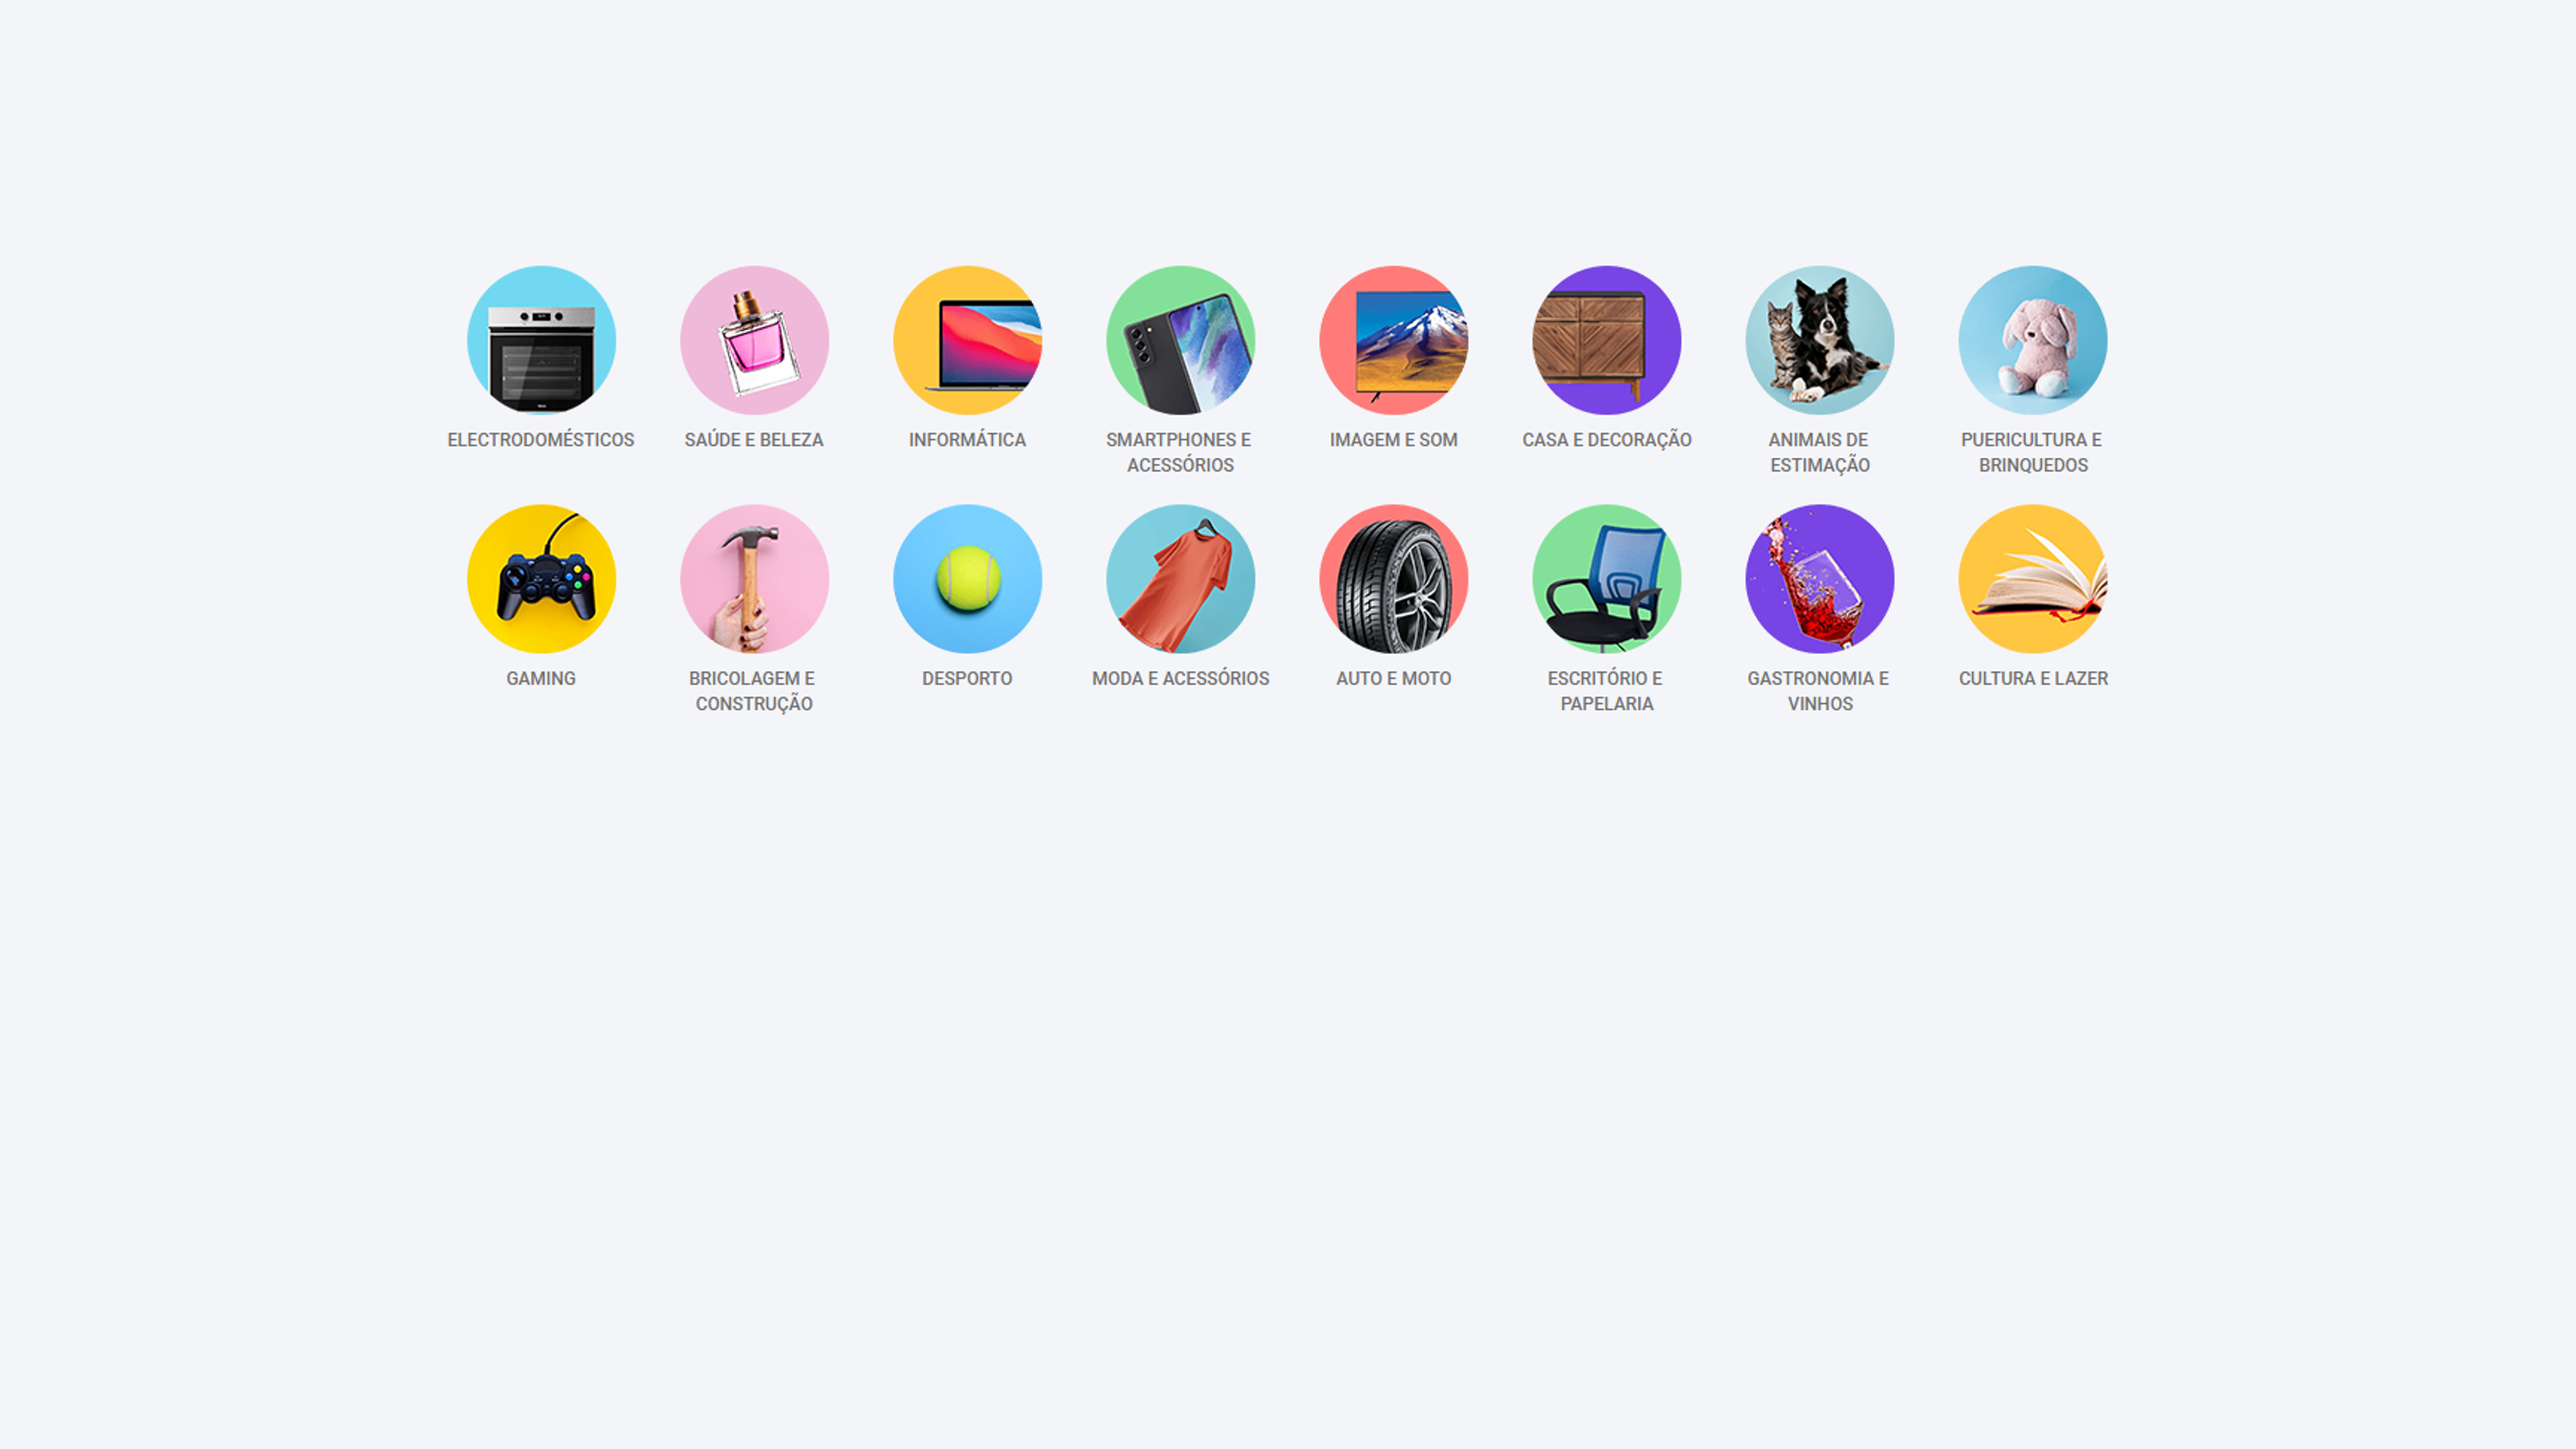 ELECTRODOMÉSTICOS
SAÚDE E BELEZA
INFORMÁTICA
SMARTPHONES E
ACESSÓRIOS
IMAGEM E SOM
CASA E DECORAÇÃO
ANIMAIS DE
ESTIMAÇÃO
PUERICULTURA E
BRINQUEDOS
GAMING
BRICOLAGEM E
CONSTRUÇÃO
DESPORTO
MODA E ACESSÓRIOS
AUTO E MOTO
ESCRITÓRIO E
PAPELARIA
GASTRONOMIA E
VINHOS
CULTURA E LAZER